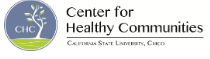 CHC
Center for
Healthy Communities
California State University, Chico